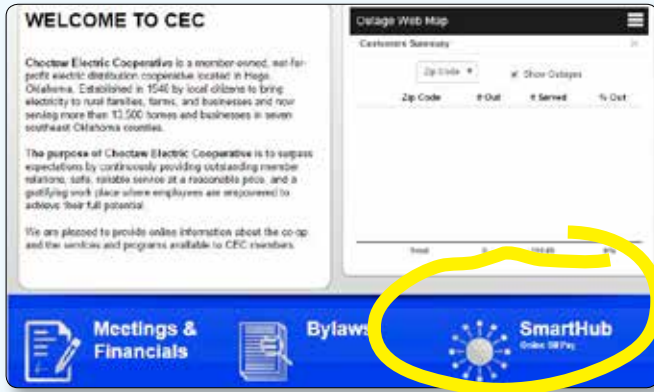 WELCOME TO CEC
Choctaw Electric Cooperative is a member-owned, not-for-
profit electric distribution cooperative located in Hugo,
Oklahoma. Established in 1940 by local citizens to bring
electricity to rural families, farms, and businesses and now
serving more than 13,500 homes and businesses in seven
southeast Oklahoma counties.
The purpose of Choctaw Electric Cooperative is to surpass
expectations by continuously providing outstanding member
relations, safe, reliable service at a reasonable price, and a
gratifying work place where employees are empowered to
achieve their full potential.
We are pleased to provide online information about the co-op
and the services and programs available to CEC members.
Outage Web Map
Customers Summary
Zip Code
Show Outages
Zip Code # Out # Served % Out
Total 0
Meetings &
Financials
Bylaws
SmartHub
Online Bill Pay